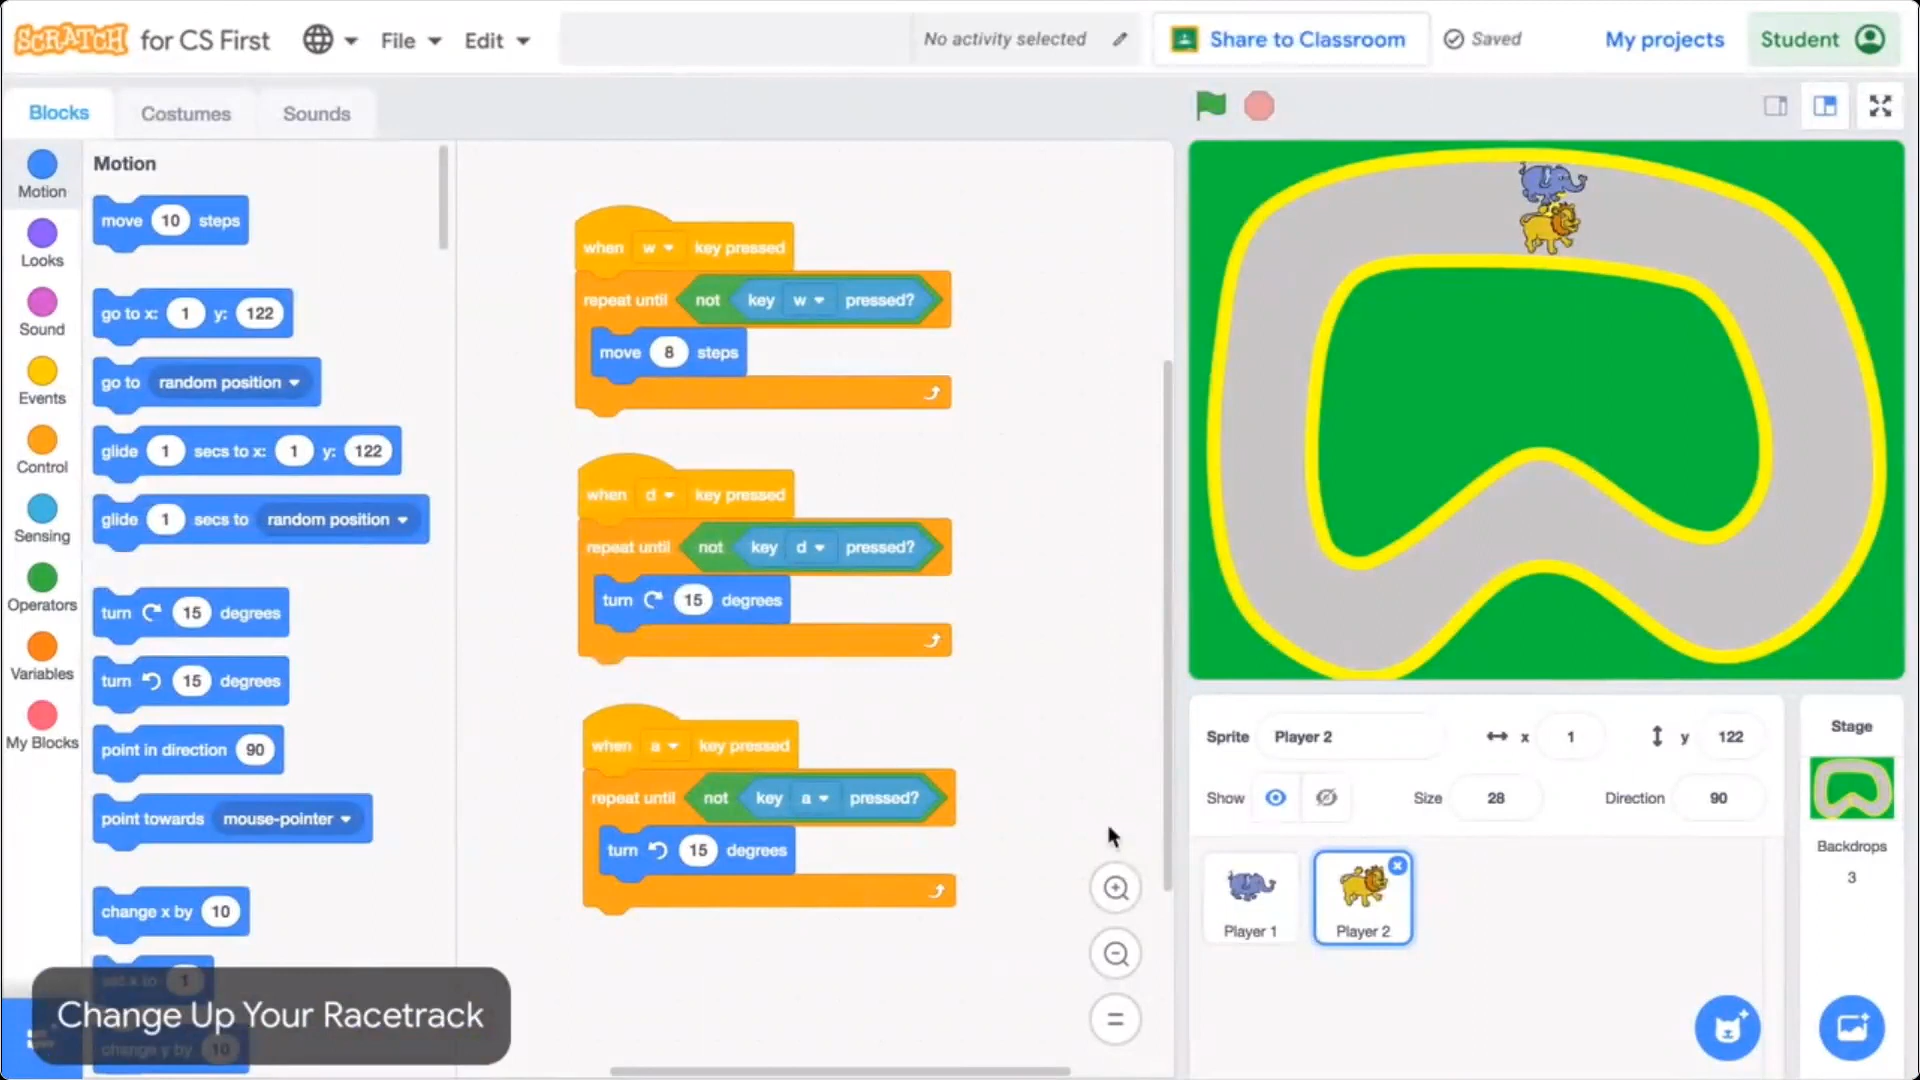 SCRATCH for CS First
File
Edit
No activity selected
Share to Classroom
Saved
My projects
Student
Blocks
Costumes
Sounds
Motion
Looks
Sound
Events
Control
Sensing
Operators
Variables
My Blocks
Motion
move 10 steps
go to x: 1 y: 122
go to random position
glide 1 secs to x: 1 y: 122
glide 1 secs to random position
turn 15 degrees
turn 15 degrees
point in direction 90
point towards mouse-pointer
change x by 10
set x to 1
change y by 10
Change Up Your Racetrack
when w key pressed
repeat until not key w pressed?
move 8 steps
when d key pressed
repeat until not key d pressed?
turn 15 degrees
when a key pressed
repeat until not key a pressed?
turn 15 degrees
Sprite Player 2 x 1 y 122
Show Size 28 Direction 90
Player 1
Player 2
Stage
Backdrops
3